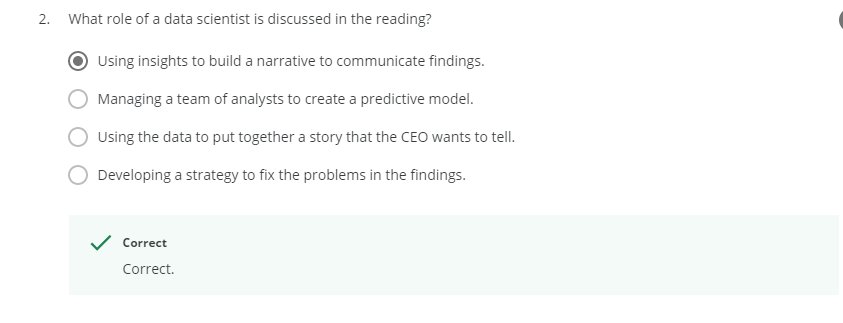 2. What role of a data scientist is discussed in the reading?
Using insights to build a narrative to communicate findings.
Managing a team of analysts to create a predictive model.
Using the data to put together a story that the CEO wants to tell.
Developing a strategy to fix the problems in the findings.
Correct
Correct.